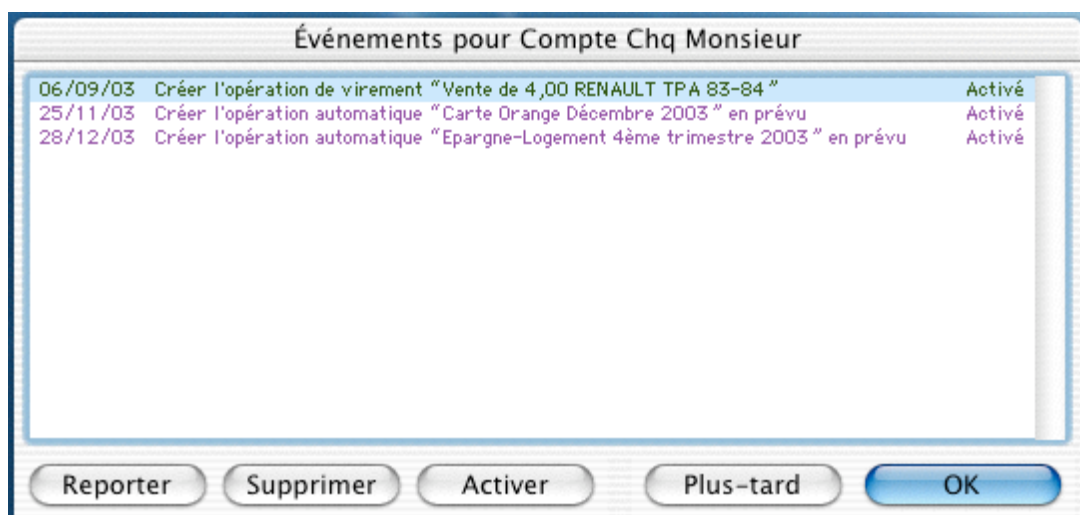 Événements pour Compte Chq Monsieur
06/09/03 Créer l'opération de virement "Vente de 4,00 RENAULT TPA 83-84" Activé
25/11/03 Créer l'opération automatique "Carte Orange Décembre 2003" en prévu Activé
28/12/03 Créer l'opération automatique "Epargne-Logement 4ème trimestre 2003" en prévu Activé
Reporter Supprimer Activer Plus-tard OK